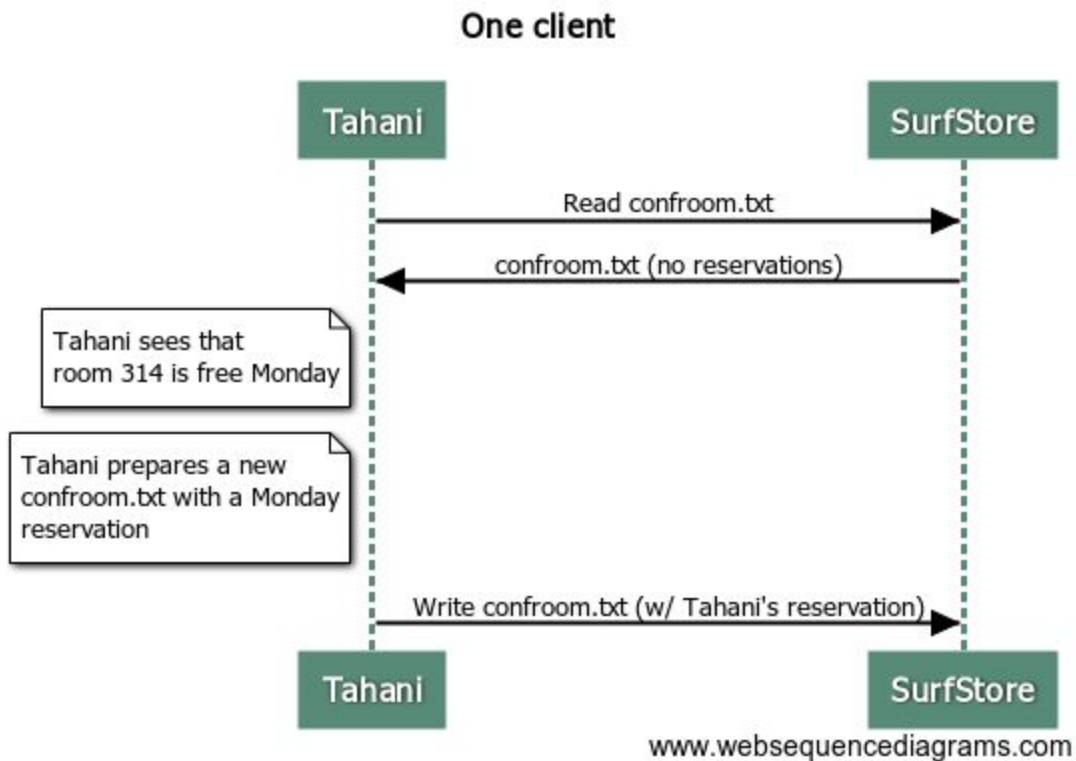 One client
Tahani
SurfStore
Read confroom.txt
confroom.txt (no reservations)
Tahani sees that
room 314 is free Monday
Tahani prepares a new
confroom.txt with a Monday
reservation
Write confroom.txt (w/ Tahani's reservation)
Tahani
SurfStore
www.websequencediagrams.com